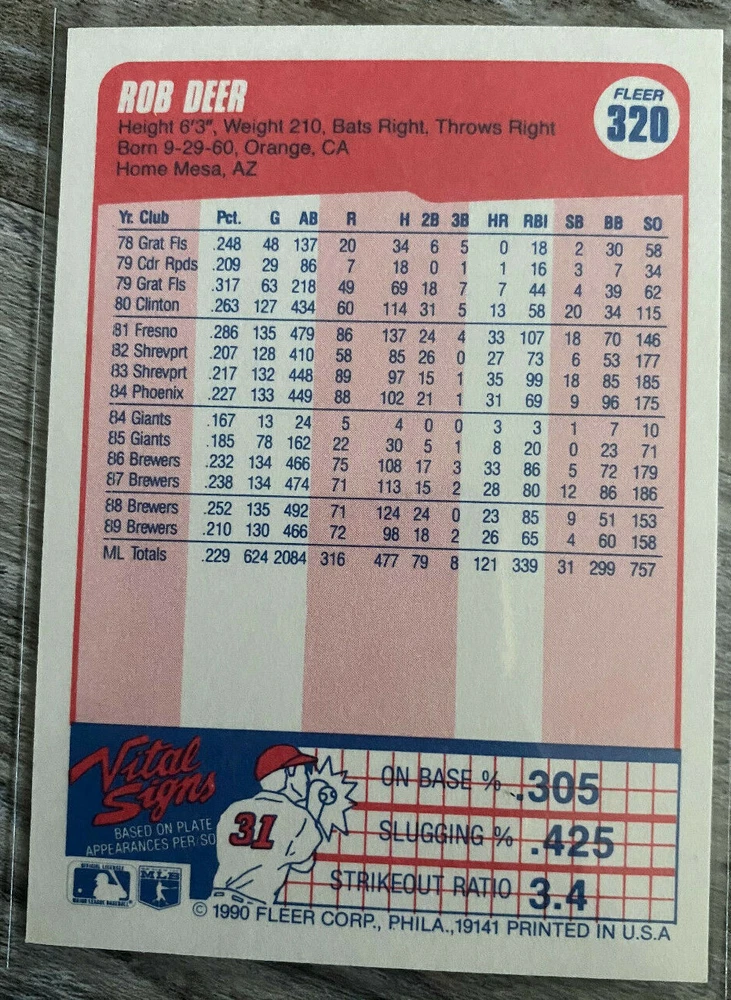 ROB DEER
FLEER
320
Height 6'3", Weight 210, Bats Right, Throws Right
Born 9-29-60, Orange, CA
Home Mesa, AZ
Yr. Club Pct. G AB R H 2B 3B HR RBI SB BB SO
78 Grat Fls .248 48 137 20 34 6 5 0 18 2 30 58
79 Cdr Rpds .209 29 86 7 18 0 1 1 16 3 7 34
79 Grat Fls .317 63 218 49 69 18 7 7 44 4 39 62
80 Clinton .263 127 434 60 114 31 5 13 58 20 34 115
81 Fresno .286 135 479 86 137 24 4 33 107 18 70 146
82 Shrevprt .207 128 410 58 85 26 0 27 73 6 53 177
83 Shrevprt .217 132 448 89 97 15 1 35 99 18 85 185
84 Phoenix .227 133 449 88 102 21 1 31 69 9 96 175
84 Giants .167 13 24 5 4 0 0 3 3 1 7 10
85 Giants .185 78 162 22 30 5 1 8 20 0 23 71
86 Brewers .232 134 466 75 108 17 3 33 86 5 72 179
87 Brewers .238 134 474 71 113 15 2 28 80 12 86 186
88 Brewers .252 135 492 71 124 24 0 23 85 9 51 153
89 Brewers .210 130 466 72 98 18 2 26 65 4 60 158
ML Totals .229 624 2084 316 477 79 8 121 339 31 299 757
Vital
Signs
BASED ON PLATE
APPEARANCES PER/SO
31
ON BASE % .305
SLUGGING % .425
STRIKEOUT RATIO 3.4
MLB
© 1990 FLEER CORP., PHILA.,19141 PRINTED IN U.S.A